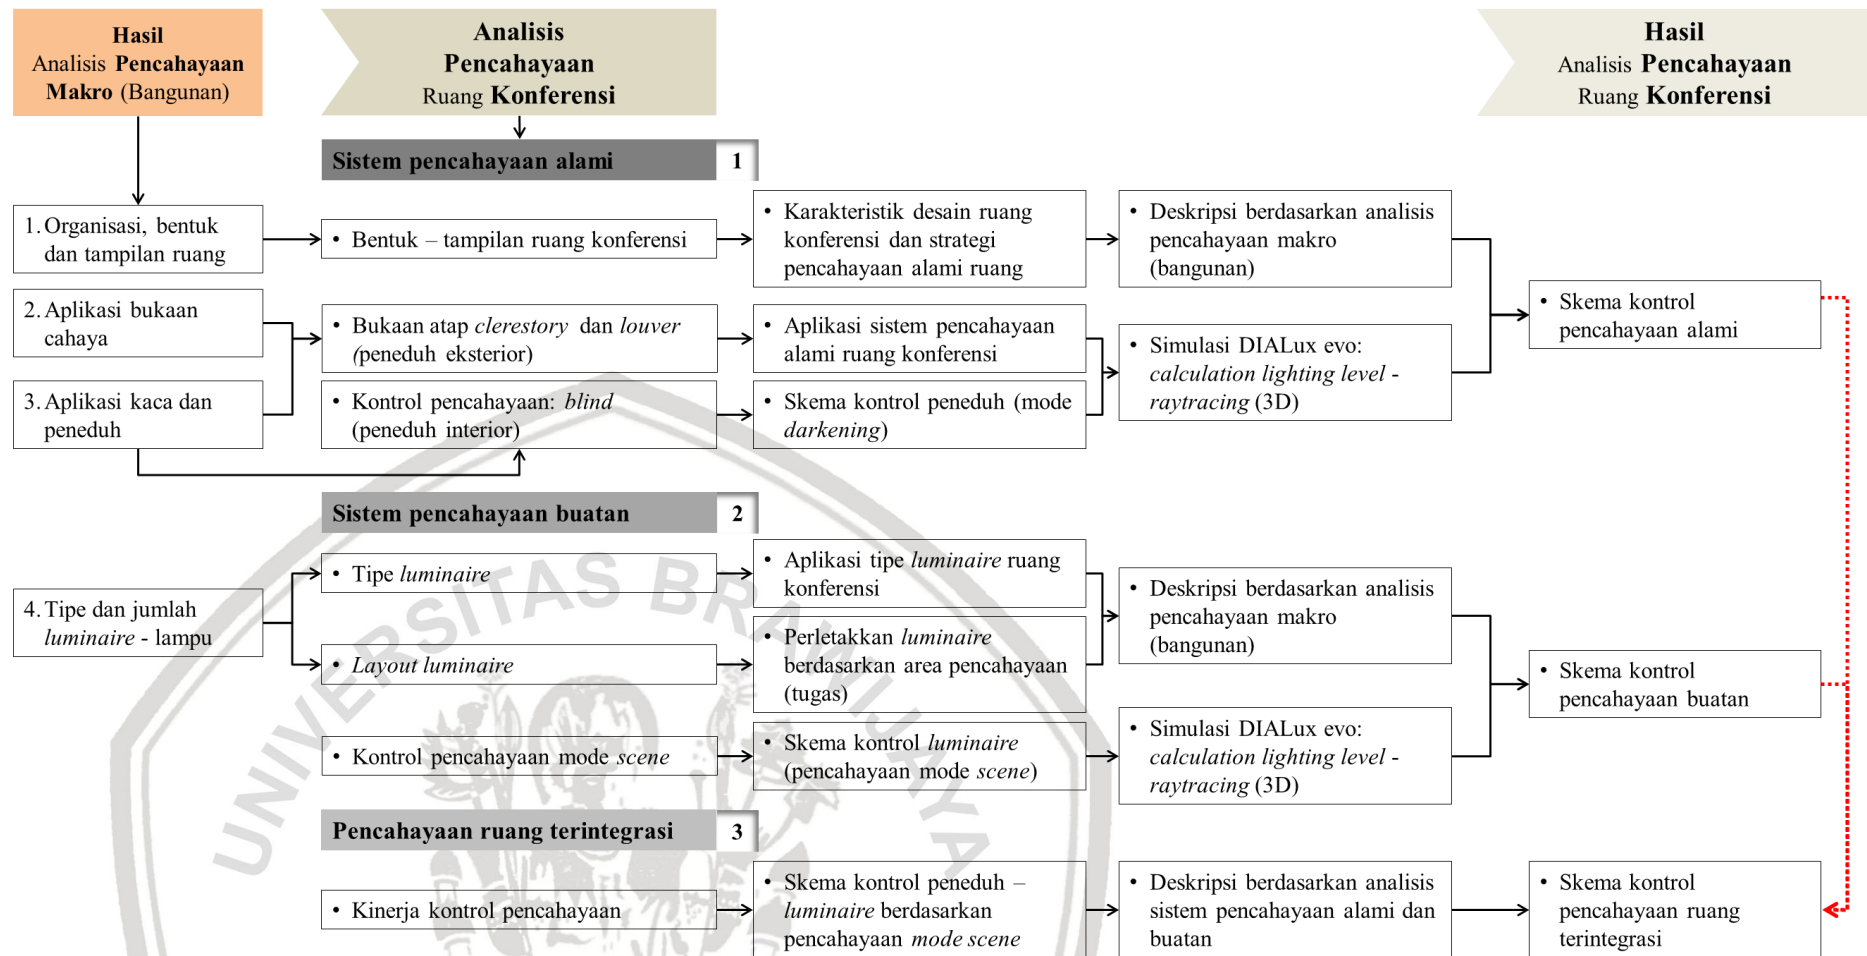 Hasil
Analisis Pencahayaan
Makro (Bangunan)
Analisis
Pencahayaan
Ruang Konferensi
Hasil
Analisis Pencahayaan
Ruang Konferensi
Sistem pencahayaan alami 1
1. Organisasi, bentuk
dan tampilan ruang
• Bentuk – tampilan ruang konferensi
• Karakteristik desain ruang
konferensi dan strategi
pencahayaan alami ruang
• Deskripsi berdasarkan analisis
pencahayaan makro
(bangunan)
2. Aplikasi bukaan
cahaya
• Bukaan atap clerestory dan louver
(peneduh eksterior)
• Aplikasi sistem pencahayaan
alami ruang konferensi
• Simulasi DIALux evo:
calculation lighting level -
raytracing (3D)
• Skema kontrol
pencahayaan alami
3. Aplikasi kaca dan
peneduh
• Kontrol pencahayaan: blind
(peneduh interior)
• Skema kontrol peneduh (mode
darkening)
Sistem pencahayaan buatan 2
4. Tipe dan jumlah
luminaire - lampu
• Tipe luminaire
• Aplikasi tipe luminaire ruang
konferensi
• Deskripsi berdasarkan analisis
pencahayaan makro
(bangunan)
• Layout luminaire
• Perletakkan luminaire
berdasarkan area pencahayaan
(tugas)
• Skema kontrol
pencahayaan buatan
• Kontrol pencahayaan mode scene
• Skema kontrol luminaire
(pencahayaan mode scene)
• Simulasi DIALux evo:
calculation lighting level -
raytracing (3D)
Pencahayaan ruang terintegrasi 3
• Kinerja kontrol pencahayaan
• Skema kontrol peneduh –
luminaire berdasarkan
pencahayaan mode scene
• Deskripsi berdasarkan analisis
sistem pencahayaan alami dan
buatan
• Skema kontrol
pencahayaan ruang
terintegrasi
UNIVERSITAS BRAWIJAYA